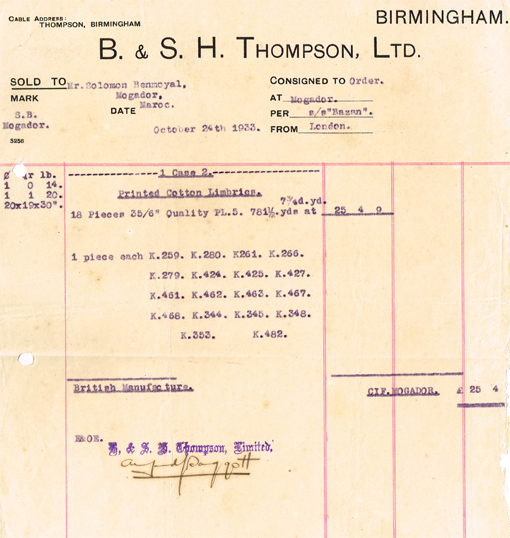 CABLE ADDRESS:
THOMPSON, BIRMINGHAM
BIRMINGHAM.
B. & S. H. THOMPSON, LTD.
SOLD TO Mr. Solomon Benmoyal,
Mogador,
Maroc.
MARK
S.B.
Mogador.
5256
DATE
October 24th 1933.
CONSIGNED TO Order.
AT Mogador.
PER s/s"Bazan".
FROM London.
1 Case 2.
qr lb.
1 0 14.
1 1 20.
20x19x30".
Printed Cotton Limbrics.
7¾d.yd.
18 Pieces 35/6" Quality PL.5. 781½.yds at 25 4 0
1 piece each K.259. K.280. K261. K.266.
K.279. K.424. K.425. K.427.
K.461. K.462. K.463. K.467.
K.468. K.344. K.345. K.348.
K.353. K.482.
British Manufacture.
CIF.MOGADOR. £ 25 4
E&OE.
B. & S. H. Thompson, Limited.